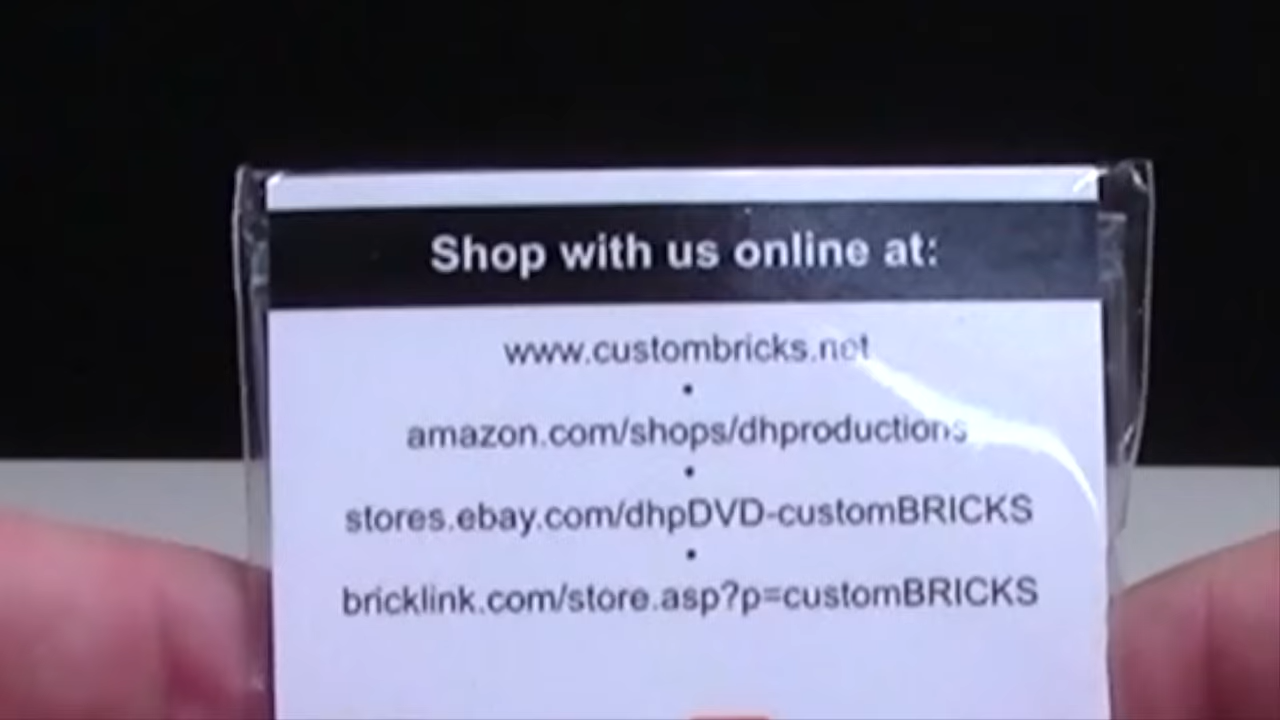 Shop with us online at:
www.custombricks.net
•
amazon.com/shops/dhproductions
•
stores.ebay.com/dhpDVD-customBRICKS
•
bricklink.com/store.asp?p=customBRICKS